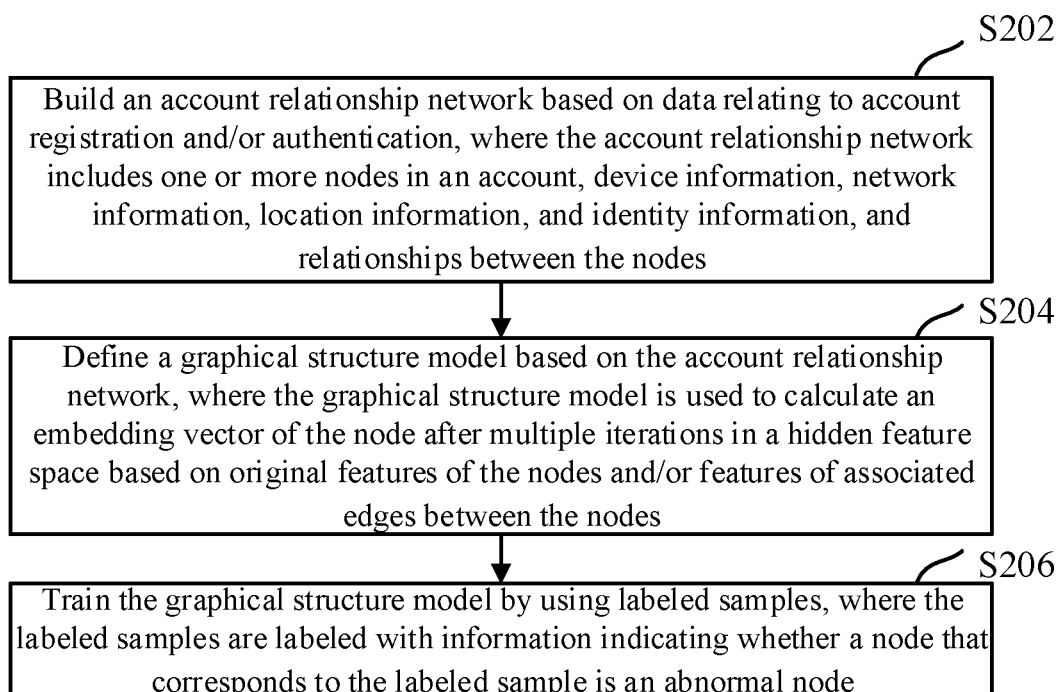 S202
Build an account relationship network based on data relating to account
registration and/or authentication, where the account relationship network
includes one or more nodes in an account, device information, network
information, location information, and identity information, and
relationships between the nodes
S204
Define a graphical structure model based on the account relationship
network, where the graphical structure model is used to calculate an
embedding vector of the node after multiple iterations in a hidden feature
space based on original features of the nodes and/or features of associated
edges between the nodes
S206
Train the graphical structure model by using labeled samples, where the
labeled samples are labeled with information indicating whether a node that
corresponds to the labeled sample is an abnormal node